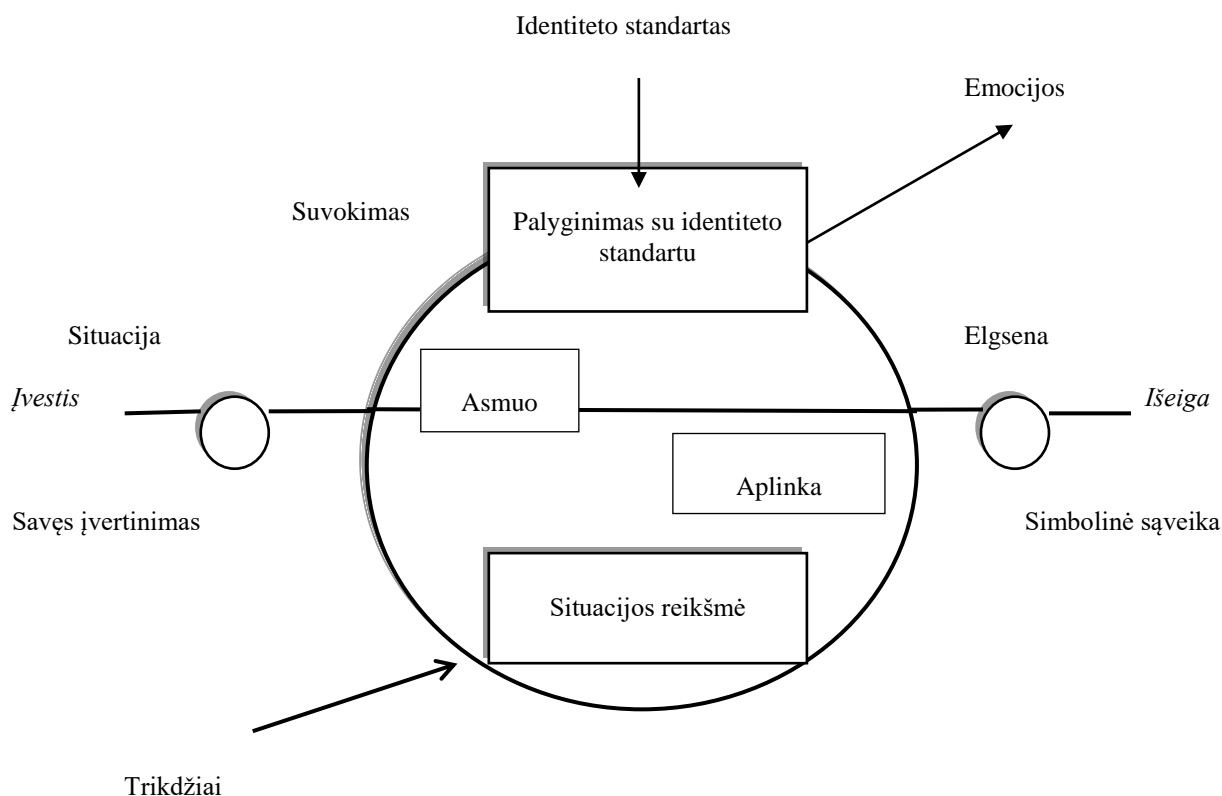 Identiteto standartas
Emocijos
Suvokimas
Palyginimas su identiteto
standartu
Situacija
Elgsena
Įvestis
Asmuo
Išeiga
Aplinka
Savęs įvertinimas
Simbolinė sąveika
Situacijos reikšmė
Trikdžiai